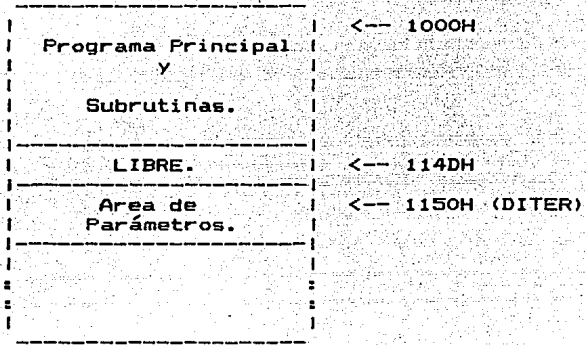 <-- 1000H
Programa Principal
y
Subrutinas.
LIBRE. <-- 114DH
Area de <-- 1150H (DITER)
Parámetros.